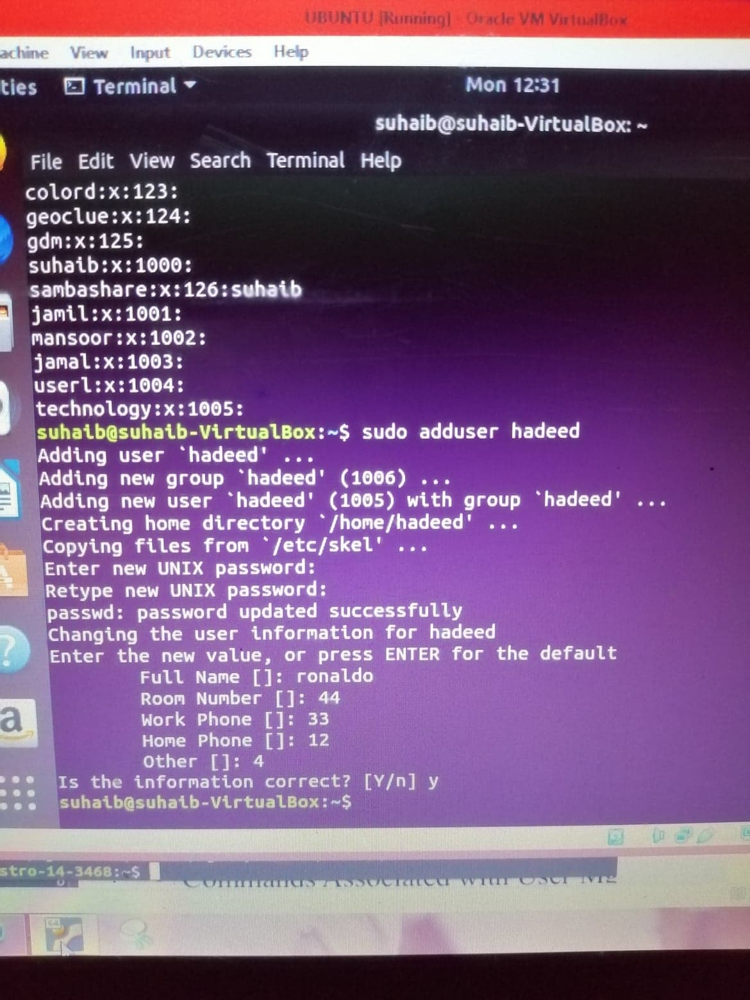 UBUNTU [Running] - Oracle VM VirtualBox
achine View Input Devices Help
ties Terminal Mon 12:31
suhaib@suhaib-VirtualBox: ~
File Edit View Search Terminal Help
colord:x:123:
geoclue:x:124:
gdm:x:125:
suhaib:x:1000:
sambashare:x:126:suhaib
jamil:x:1001:
mansoor:x:1002:
jamal:x:1003:
userl:x:1004:
technology:x:1005:
suhaib@suhaib-VirtualBox:~$ sudo adduser hadeed
Adding user `hadeed' ...
Adding new group `hadeed' (1006) ...
Adding new user `hadeed' (1005) with group `hadeed' ...
Creating home directory `/home/hadeed' ...
Copying files from `/etc/skel' ...
Enter new UNIX password:
Retype new UNIX password:
passwd: password updated successfully
Changing the user information for hadeed
Enter the new value, or press ENTER for the default
Full Name []: ronaldo
Room Number []: 44
Work Phone []: 33
Home Phone []: 12
Other []: 4
Is the information correct? [Y/n] y
suhaib@suhaib-VirtualBox:~$
stro-14-3468:~$
Commands Associated with User
a
64